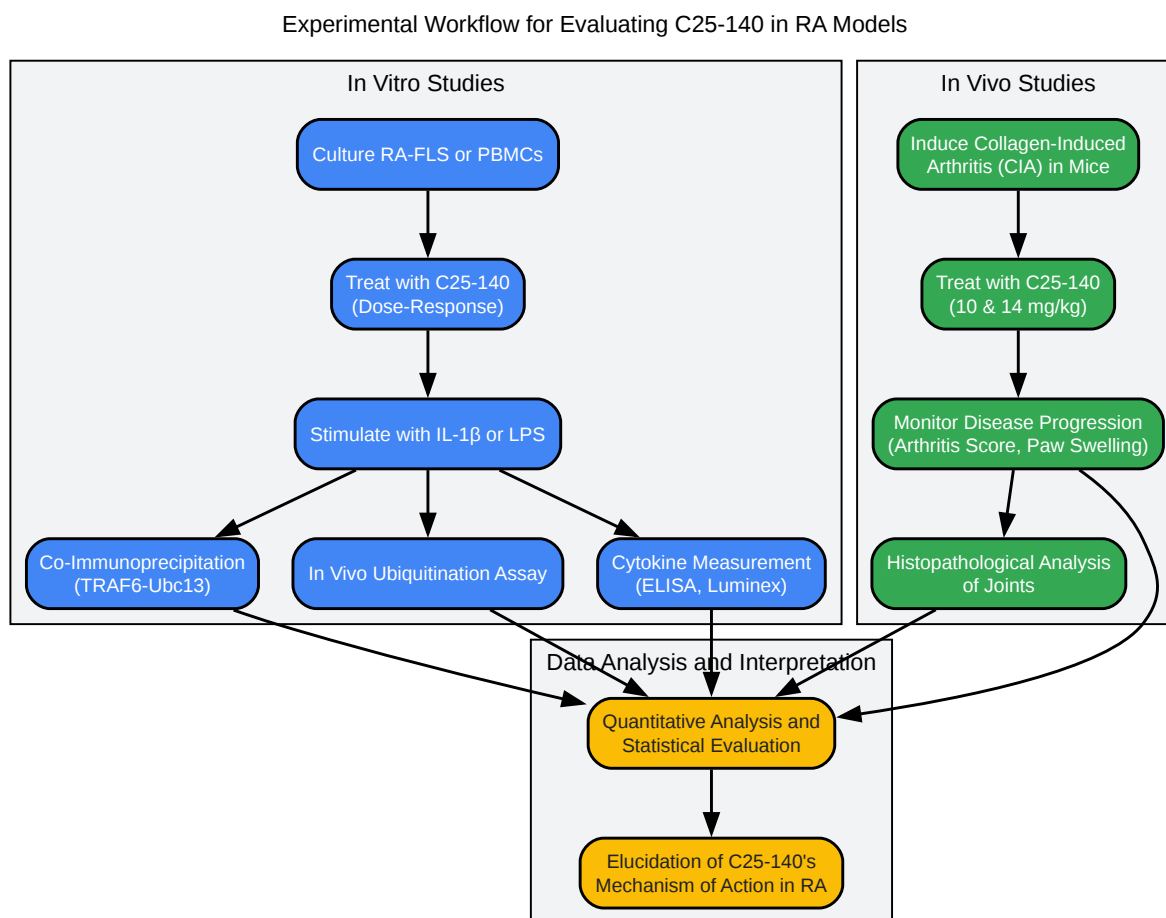 Experimental Workflow for Evaluating C25-140 in RA Models
In Vitro Studies
Culture RA-FLS or PBMCs
Treat with C25-140
(Dose-Response)
Stimulate with IL-1β or LPS
Co-Immunoprecipitation
(TRAF6-Ubc13)
In Vivo Ubiquitination Assay
Cytokine Measurement
(ELISA, Luminex)
In Vivo Studies
Induce Collagen-Induced
Arthritis (CIA) in Mice
Treat with C25-140
(10 & 14 mg/kg)
Monitor Disease Progression
(Arthritis Score, Paw Swelling)
Histopathological Analysis
of Joints
Data Analysis and Interpretation
Quantitative Analysis and
Statistical Evaluation
Elucidation of C25-140's
Mechanism of Action in RA